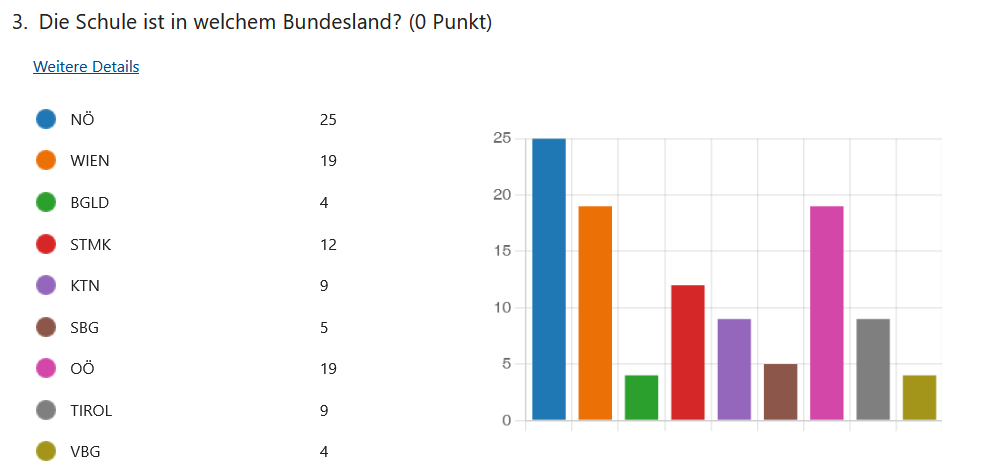 3. Die Schule ist in welchem Bundesland? (0 Punkt)
Weitere Details
NÖ 25
WIEN 19
BGLD 4
STMK 12
KTN 9
SBG 5
OÖ 19
TIROL 9
VBG 4
25
20
15
10
5
0